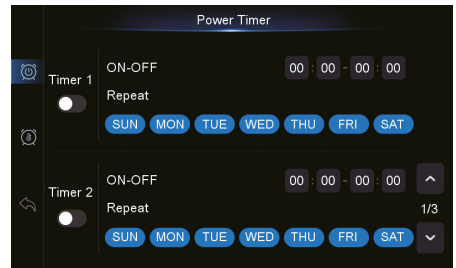 Power Timer
Timer 1
ON-OFF 00 : 00 - 00 : 00
Repeat
SUN MON TUE WED THU FRI SAT
Timer 2
ON-OFF 00 : 00 - 00 : 00
Repeat
1/3
SUN MON TUE WED THU FRI SAT